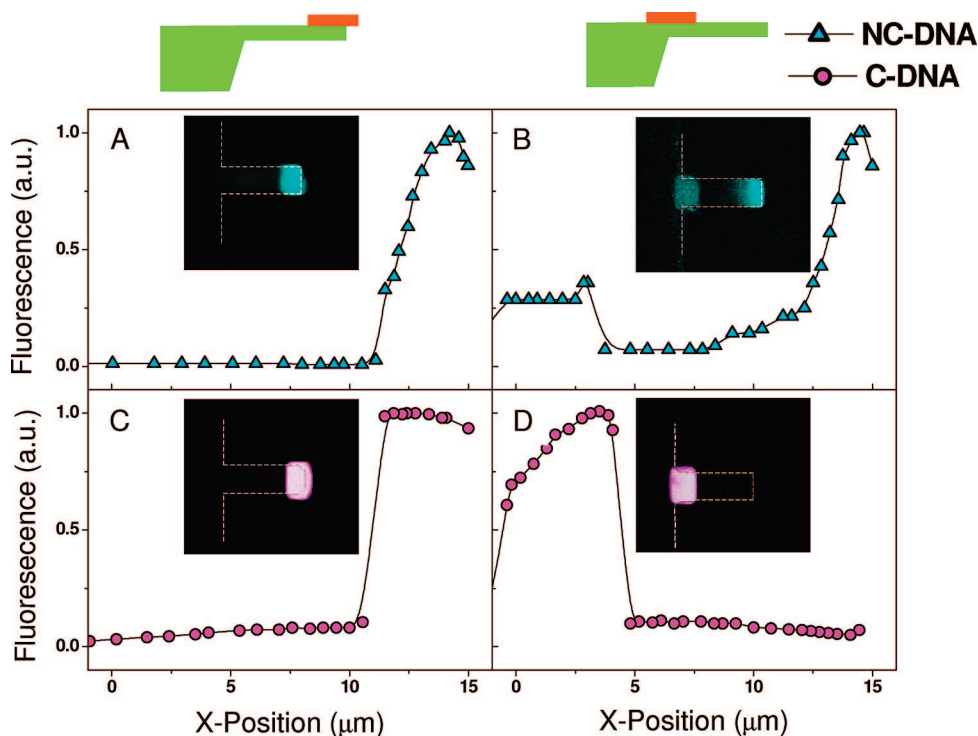 NC-DNA
C-DNA
A
B
Fluorescence (a.u.)
1.0
0.5
0.0
C
D
Fluoresecence (a.u.)
1.0
0.5
0.0
0
5
10
15
0
5
10
15
X-Position (μm)
X-Position (μm)